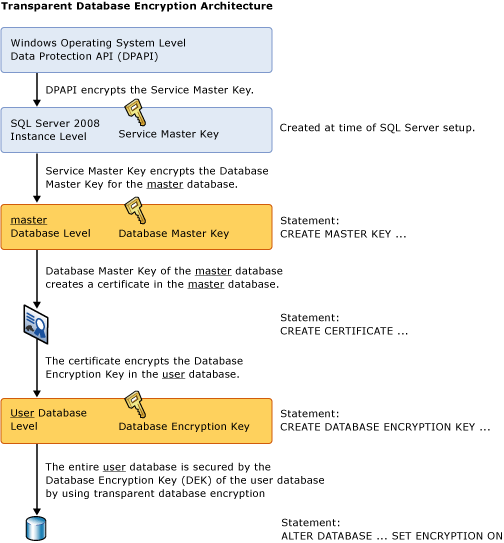 Transparent Database Encryption Architecture
Windows Operating System Level
Data Protection API (DPAPI)
DPAPI encrypts the Service Master Key.
SQL Server 2008
Instance Level
Service Master Key
Created at time of SQL Server setup.
Service Master Key encrypts the Database
Master Key for the master database.
master
Database Level
Database Master Key
Statement:
CREATE MASTER KEY ...
Database Master Key of the master database
creates a certificate in the master database.
Statement:
CREATE CERTIFICATE ...
The certificate encrypts the Database
Encryption Key in the user database.
User Database
Level
Database Encryption Key
Statement:
CREATE DATABASE ENCRYPTION KEY ...
The entire user database is secured by the
Database Encryption Key (DEK) of the user database
by using transparent database encryption
Statement:
ALTER DATABASE ... SET ENCRYPTION ON